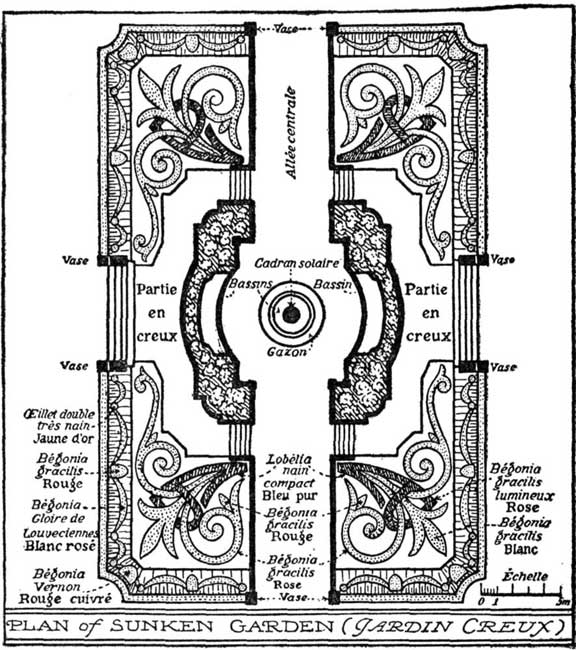 Vase
Allée centrale
Vase
Vase
Cadran solaire
Bassins
Bassin
Partie
en
creux
Partie
en
creux
Gazon
Vase
Vase
Œillet double
très nain-
Jaune d'or
Bégonia
gracilis
Rouge
Bégonia
Gloire de
Louveciennes
Blanc rosé
Bégonia
Vernon
Rouge cuivré
Lobélia
nain
compact
Bleu pur
Bégonia
gracilis
Rouge
Bégonia
gracilis
Rose
Vase
Bégonia
gracilis
lumineux
Rose
Bégonia
gracilis
Blanc
Échelle
0 1 5m
PLAN of SUNKEN GARDEN (JARDIN CREUX)